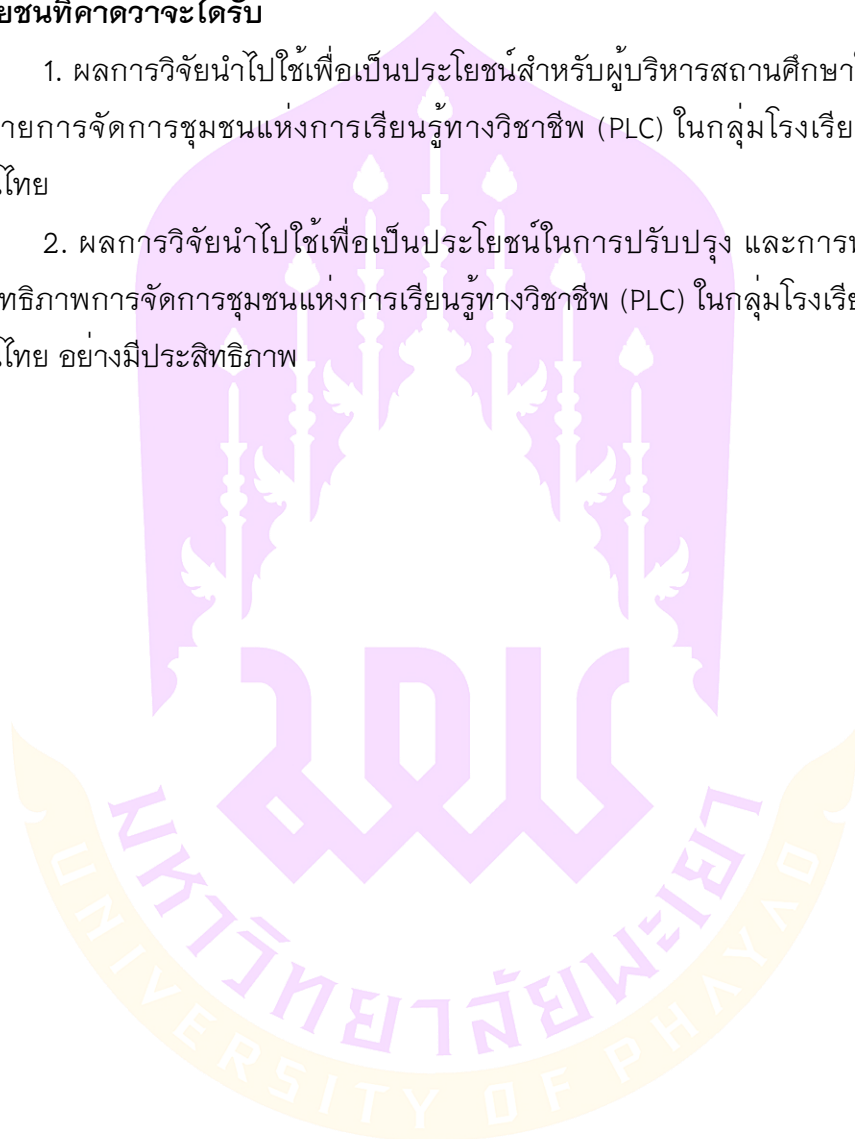 ยชน์ที่คาดว่าจะได้รับ
1. ผลการวิจัยนำไปใช้เพื่อเป็นประโยชน์สำหรับผู้บริหารสถานศึกษา
ายการจัดการชุมชนแห่งการเรียนรู้ทางวิชาชีพ (PLC) ในกลุ่มโรงเรีย
ไทย
2. ผลการวิจัยนำไปใช้เพื่อเป็นประโยชน์ในการปรับปรุง และการ
ทธิภาพการจัดการชุมชนแห่งการเรียนรู้ทางวิชาชีพ (PLC) ในกลุ่มโรงเรีย
ไทย อย่างมีประสิทธิภาพ
มหาวิทยาลัยพะเยา
UNIVERSITY OF PHAYAO